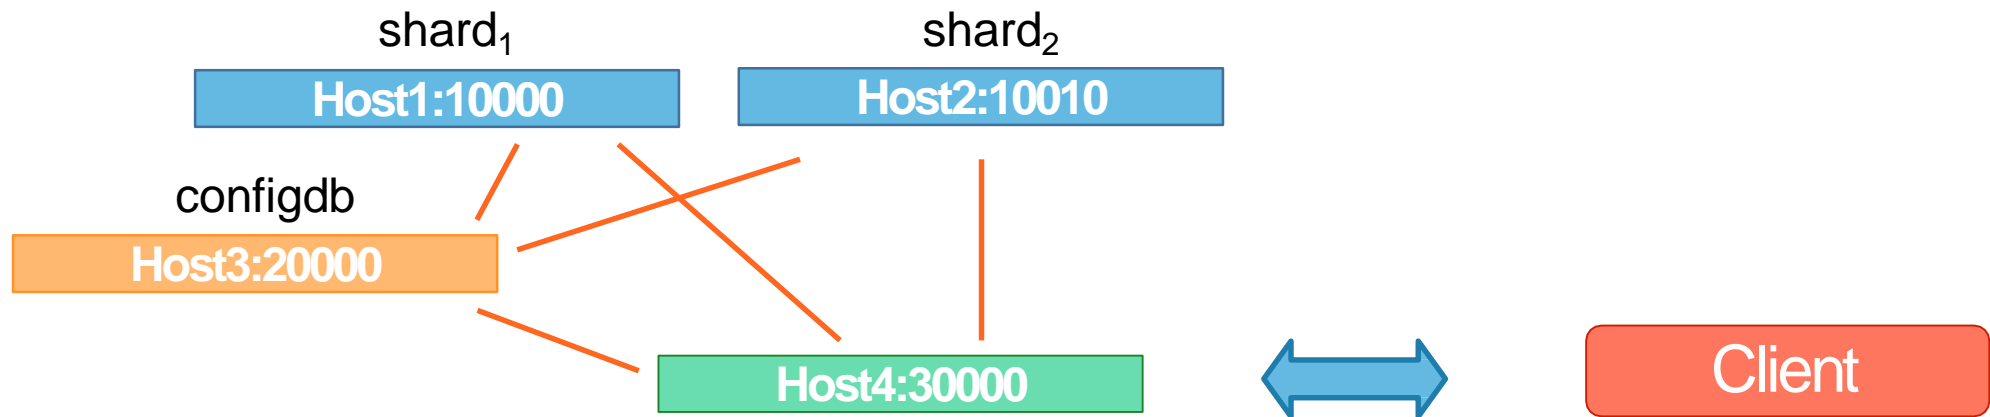 shard₁
shard₂
Host1:10000
Host2:10010
configdb
Host3:20000
Host4:30000
Client